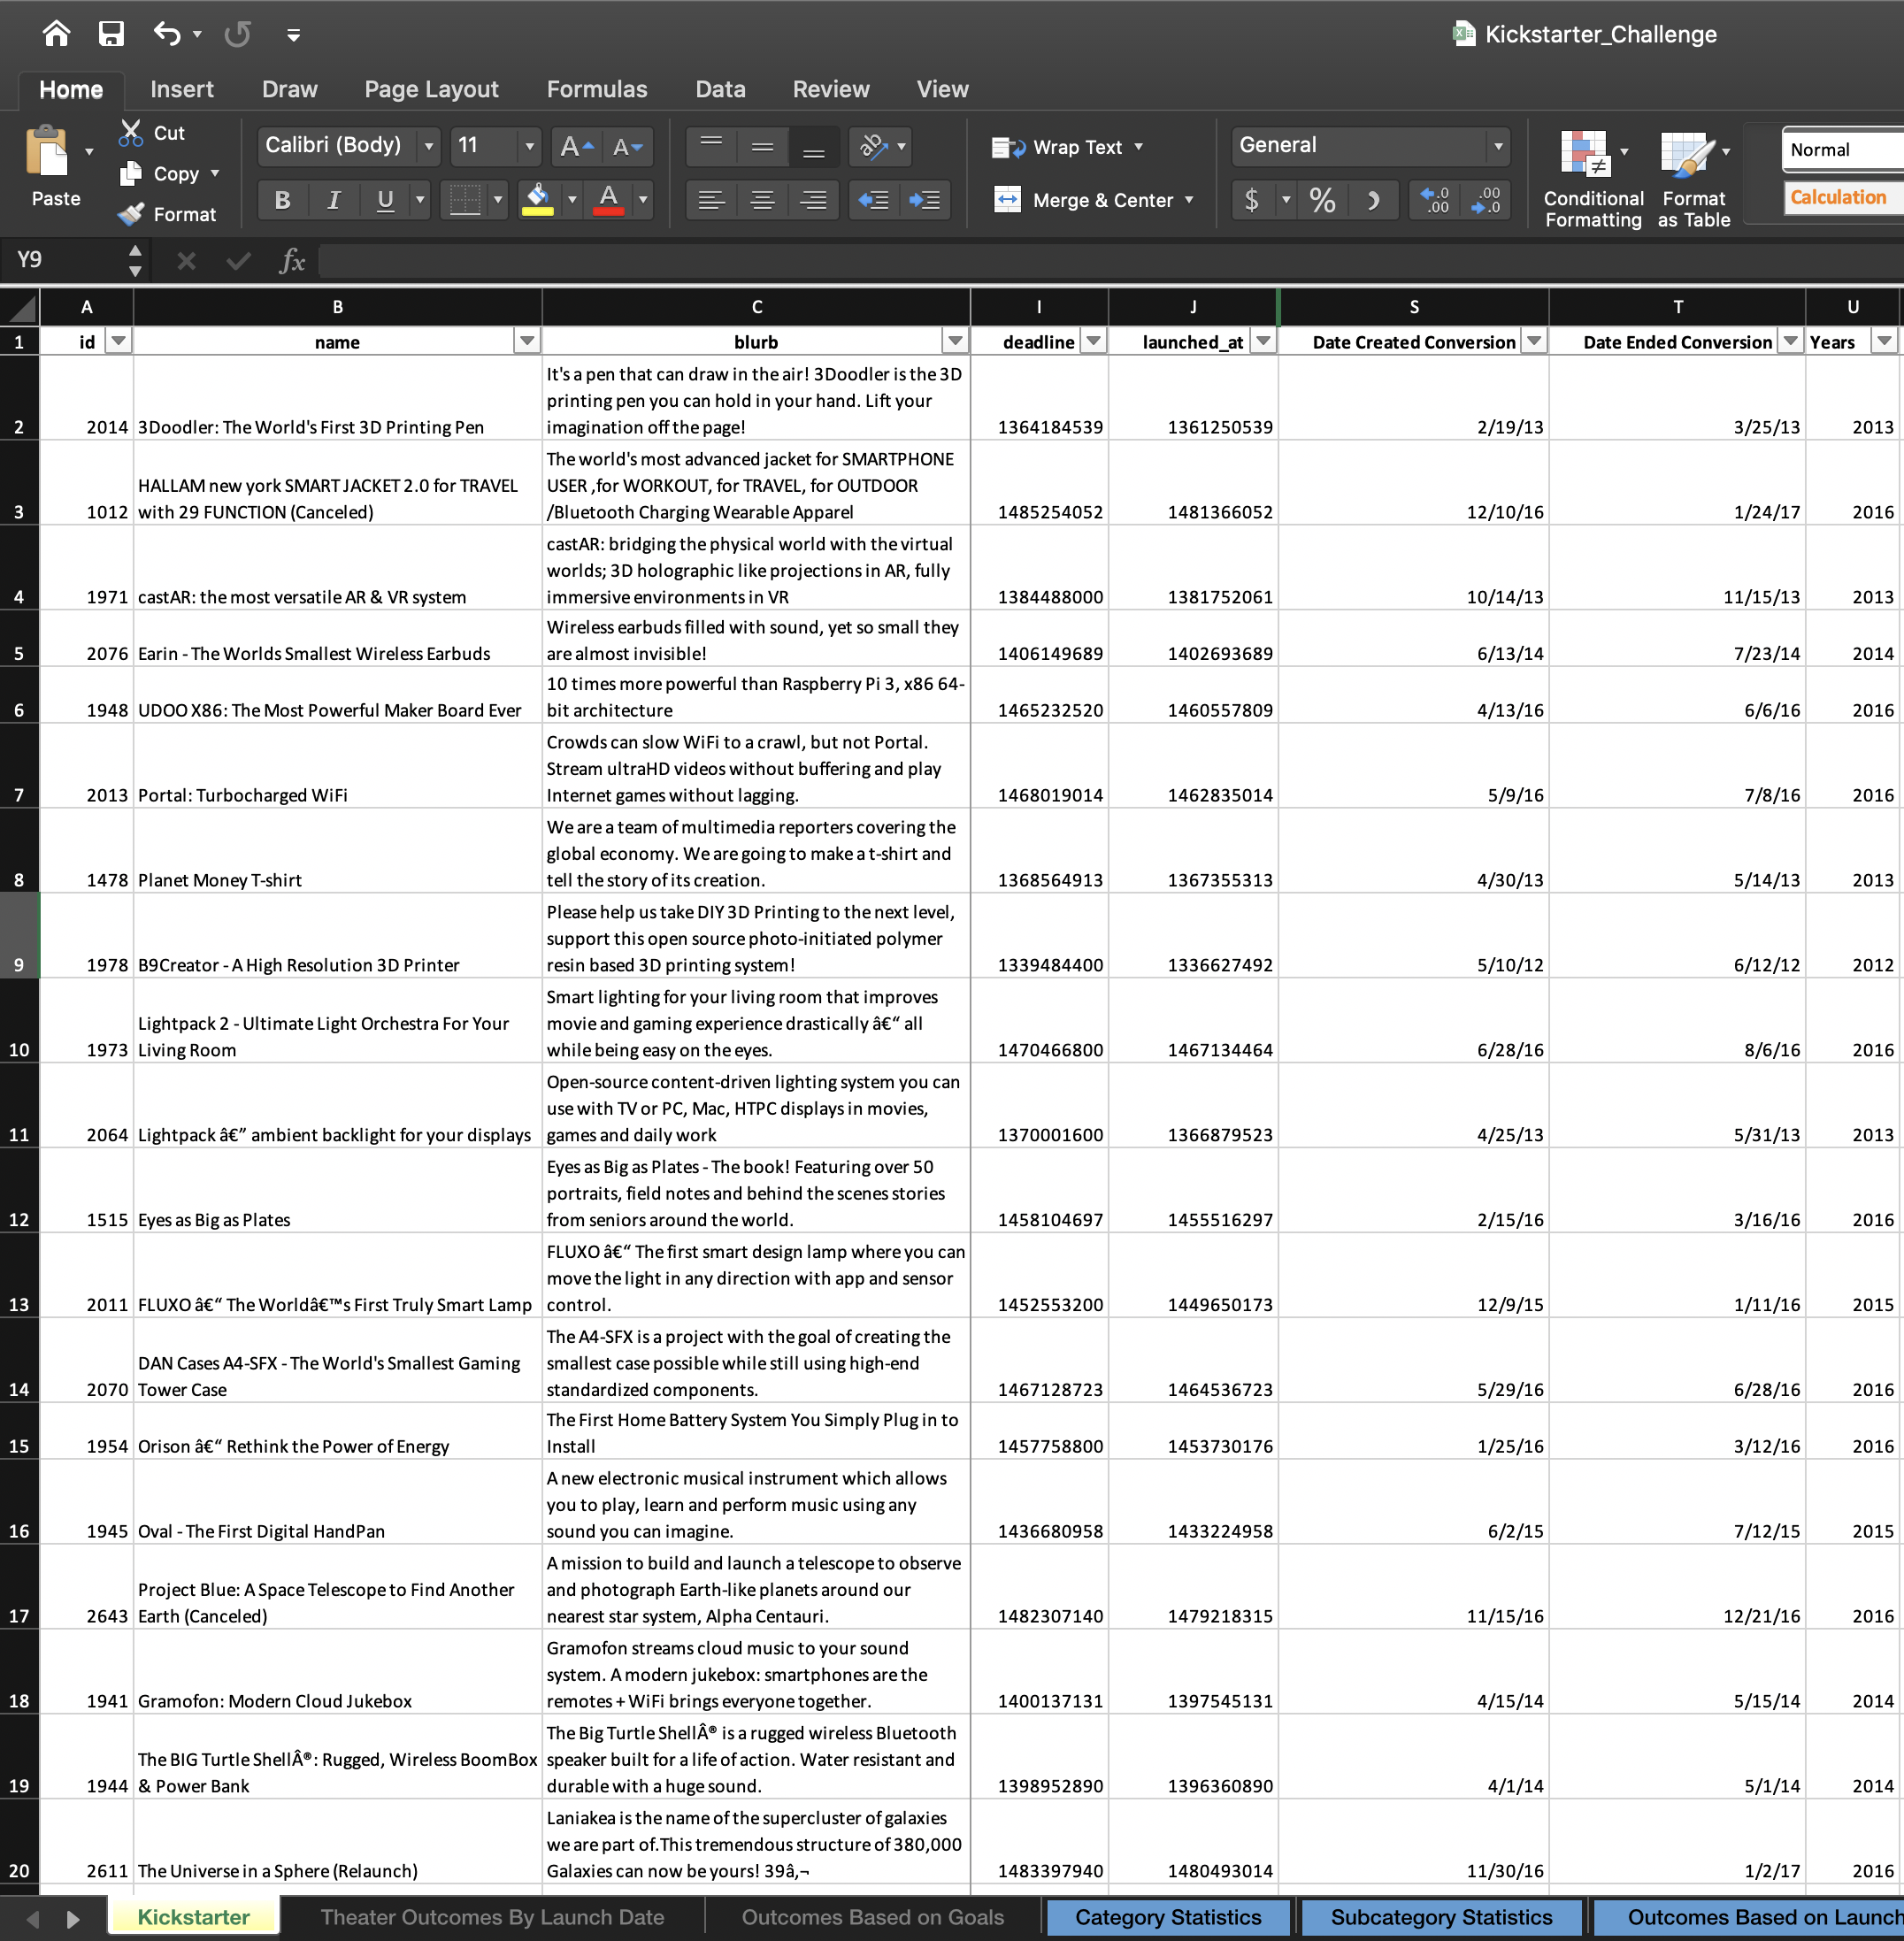 Kickstarter_Challenge
Home Insert Draw Page Layout Formulas Data Review View
Paste
Cut
Copy
Format
Calibri (Body) 11 A A
B I U A
ab
Wrap Text
Merge & Center
General
$ % ) .0 .00 .00 .0
Conditional Formatting
Format as Table
Normal
Calculation
Y9 fx
A B C I J S T U
1 id name blurb deadline launched_at Date Created Conversion Date Ended Conversion Years
It's a pen that can draw in the air! 3Doodler is the 3D
printing pen you can hold in your hand. Lift your
2 2014 3Doodler: The World's First 3D Printing Pen imagination off the page! 1364184539 1361250539 2/19/13 3/25/13 2013
The world's most advanced jacket for SMARTPHONE
HALLAM new york SMART JACKET 2.0 for TRAVEL USER ,for WORKOUT, for TRAVEL, for OUTDOOR
3 1012 with 29 FUNCTION (Canceled) /Bluetooth Charging Wearable Apparel 1485254052 1481366052 12/10/16 1/24/17 2016
castAR: bridging the physical world with the virtual
worlds; 3D holographic like projections in AR, fully
4 1971 castAR: the most versatile AR & VR system immersive environments in VR 1384488000 1381752061 10/14/13 11/15/13 2013
Wireless earbuds filled with sound, yet so small they
5 2076 Earin - The Worlds Smallest Wireless Earbuds are almost invisible! 1406149689 1402693689 6/13/14 7/23/14 2014
10 times more powerful than Raspberry Pi 3, x86 64-
6 1948 UDOO X86: The Most Powerful Maker Board Ever bit architecture 1465232520 1460557809 4/13/16 6/6/16 2016
Crowds can slow WiFi to a crawl, but not Portal.
Stream ultraHD videos without buffering and play
7 2013 Portal: Turbocharged WiFi Internet games without lagging. 1468019014 1462835014 5/9/16 7/8/16 2016
We are a team of multimedia reporters covering the
global economy. We are going to make a t-shirt and
8 1478 Planet Money T-shirt tell the story of its creation. 1368564913 1367355313 4/30/13 5/14/13 2013
Please help us take DIY 3D Printing to the next level,
support this open source photo-initiated polymer
9 1978 B9Creator - A High Resolution 3D Printer resin based 3D printing system! 1339484400 1336627492 5/10/12 6/12/12 2012
Smart lighting for your living room that improves
Lightpack 2 - Ultimate Light Orchestra For Your movie and gaming experience drastically â€“ all
10 1973 Living Room while being easy on the eyes. 1470466800 1467134464 6/28/16 8/6/16 2016
Open-source content-driven lighting system you can
use with TV or PC, Mac, HTPC displays in movies,
11 2064 Lightpack â€” ambient backlight for your displays games and daily work 1370001600 1366879523 4/25/13 5/31/13 2013
Eyes as Big as Plates - The book! Featuring over 50
portraits, field notes and behind the scenes stories
12 1515 Eyes as Big as Plates from seniors around the world. 1458104697 1455516297 2/15/16 3/16/16 2016
FLUXO â€“ The first smart design lamp where you can
move the light in any direction with app and sensor
13 2011 FLUXO â€“ The Worldâ€™s First Truly Smart Lamp control. 1452553200 1449650173 12/9/15 1/11/16 2015
The A4-SFX is a project with the goal of creating the
DAN Cases A4-SFX - The World's Smallest Gaming smallest case possible while still using high-end
14 2070 Tower Case standardized components. 1467128723 1464536723 5/29/16 6/28/16 2016
The First Home Battery System You Simply Plug in to
15 1954 Orison â€“ Rethink the Power of Energy Install 1457758800 1453730176 1/25/16 3/12/16 2016
A new electronic musical instrument which allows
you to play, learn and perform music using any
16 1945 Oval - The First Digital HandPan sound you can imagine. 1436680958 1433224958 6/2/15 7/12/15 2015
A mission to build and launch a telescope to observe
Project Blue: A Space Telescope to Find Another and photograph Earth-like planets around our
17 2643 Earth (Canceled) nearest star system, Alpha Centauri. 1482307140 1479218315 11/15/16 12/21/16 2016
Gramofon streams cloud music to your sound
system. A modern jukebox: smartphones are the
18 1941 Gramofon: Modern Cloud Jukebox remotes + WiFi brings everyone together. 1400137131 1397545131 4/15/14 5/15/14 2014
The Big Turtle ShellÂ® is a rugged wireless Bluetooth
The BIG Turtle ShellÂ®: Rugged, Wireless BoomBox speaker built for a life of action. Water resistant and
19 1944 & Power Bank durable with a huge sound. 1398952890 1396360890 4/1/14 5/1/14 2014
Laniakea is the name of the supercluster of galaxies
we are part of.This tremendous structure of 380,000
20 2611 The Universe in a Sphere (Relaunch) Galaxies can now be yours! 39â‚¬ 1483397940 1480493014 11/30/16 1/2/17 2016
Kickstarter Theater Outcomes By Launch Date Outcomes Based on Goals Category Statistics Subcategory Statistics Outcomes Based on Launch